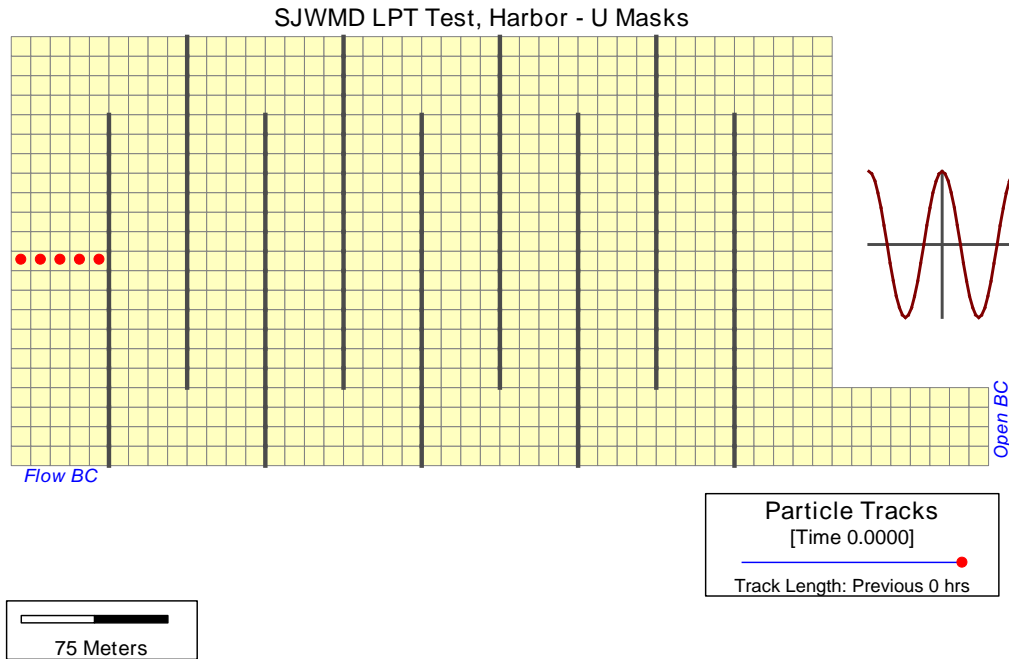 SJWMD LPT Test, Harbor - U Masks
Open BC
Flow BC
Particle Tracks
[Time 0.0000]
Track Length: Previous 0 hrs
75 Meters